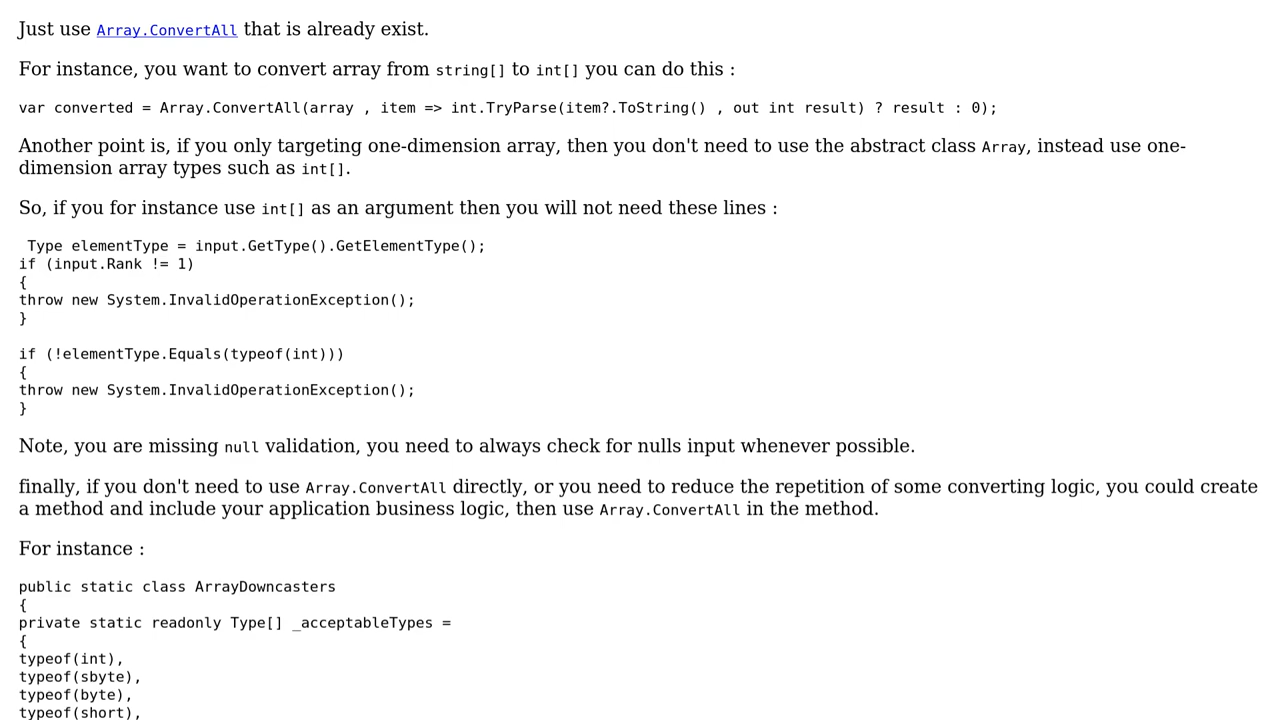 Just use Array.ConvertAll that is already exist.
For instance, you want to convert array from string[] to int[] you can do this :
var converted = Array.ConvertAll(array , item => int.TryParse(item?.ToString() , out int result) ? result : 0);
Another point is, if you only targeting one-dimension array, then you don't need to use the abstract class Array, instead use one-
dimension array types such as int[].
So, if you for instance use int[] as an argument then you will not need these lines :
Type elementType = input.GetType().GetElementType();
if (input.Rank != 1)
{
throw new System.InvalidOperationException();
}
if (!elementType.Equals(typeof(int)))
{
throw new System.InvalidOperationException();
}
Note, you are missing null validation, you need to always check for nulls input whenever possible.
finally, if you don't need to use Array.ConvertAll directly, or you need to reduce the repetition of some converting logic, you could create
a method and include your application business logic, then use Array.ConvertAll in the method.
For instance :
public static class ArrayDowncasters
{
private static readonly Type[] _acceptableTypes =
{
typeof(int),
typeof(sbyte),
typeof(byte),
typeof(short),